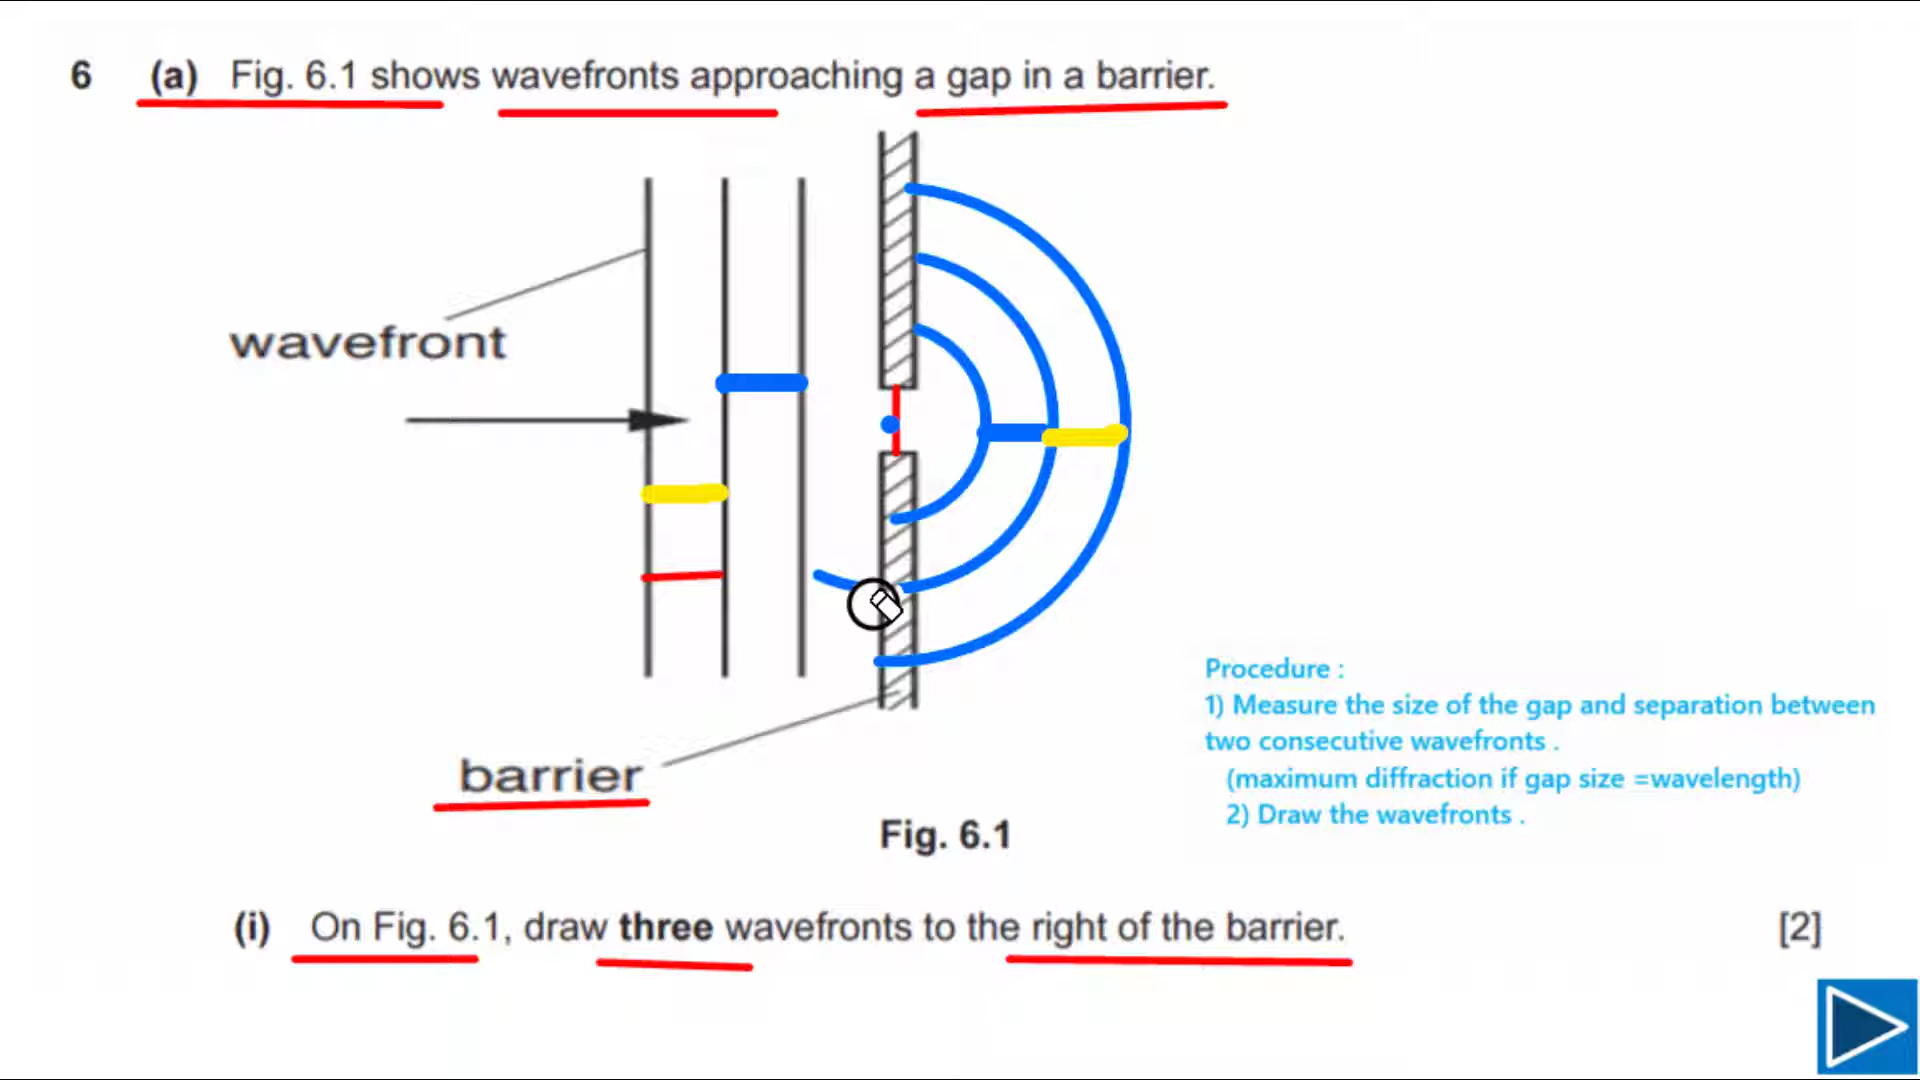 6 (a) Fig. 6.1 shows wavefronts approaching a gap in a barrier.
wavefront
barrier
Procedure :
1) Measure the size of the gap and separation between
two consecutive wavefronts .
(maximum diffraction if gap size =wavelength)
2) Draw the wavefronts .
Fig. 6.1
(i) On Fig. 6.1, draw three wavefronts to the right of the barrier. [2]